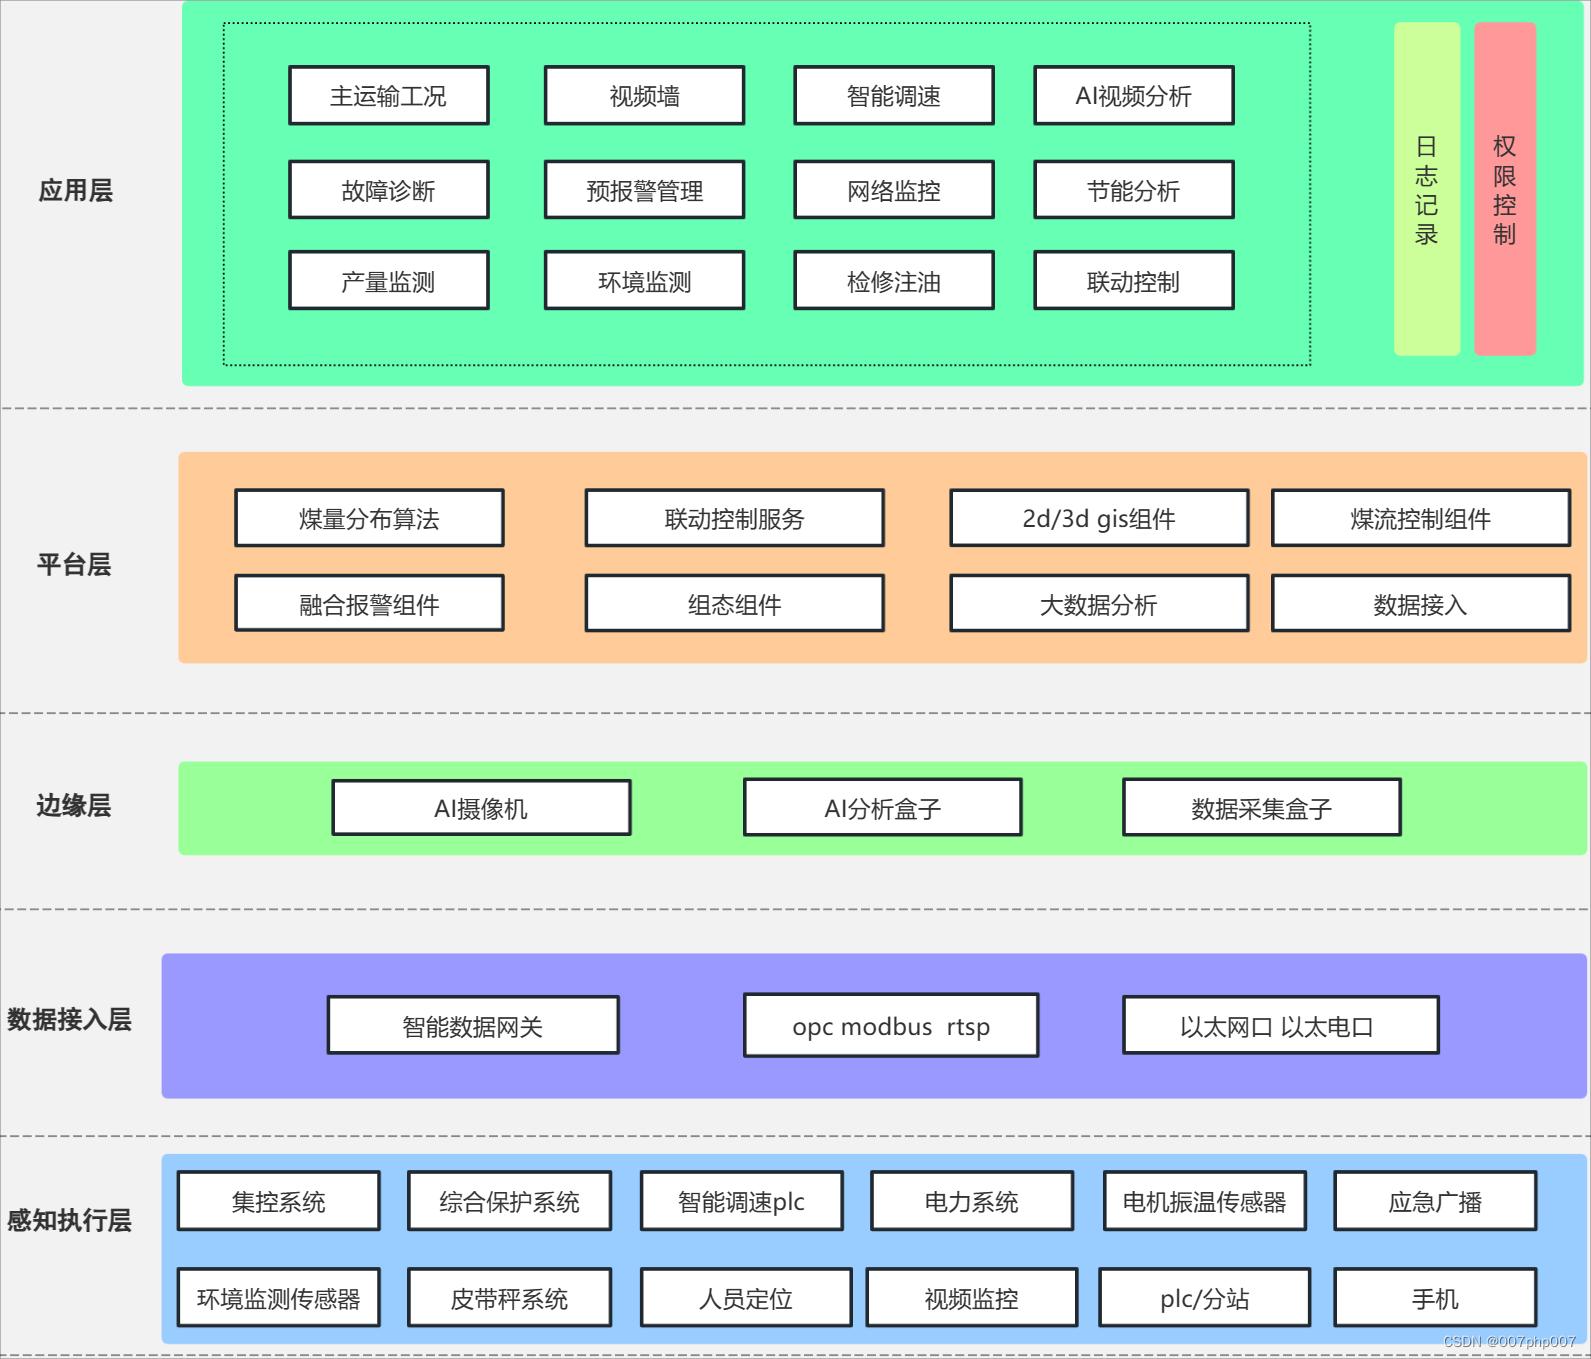 主运输工况 视频墙 智能调速 AI视频分析
故障诊断 预报警管理 网络监控 节能分析
产量监测 环境监测 检修注油 联动控制
应用层
日志记录
权限控制
平台层
煤量分布算法 联动控制服务 2d/3d gis组件 煤流控制组件
融合报警组件 组态组件 大数据分析 数据接入
边缘层
AI摄像机 AI分析盒子 数据采集盒子
数据接入层
智能数据网关 opc modbus  rtsp 以太网口 以太电口
感知执行层
集控系统 综合保护系统 智能调速plc 电力系统 电机振温传感器 应急广播
环境监测传感器 皮带秤系统 人员定位 视频监控 plc/分站 手机
CSDN @007php007